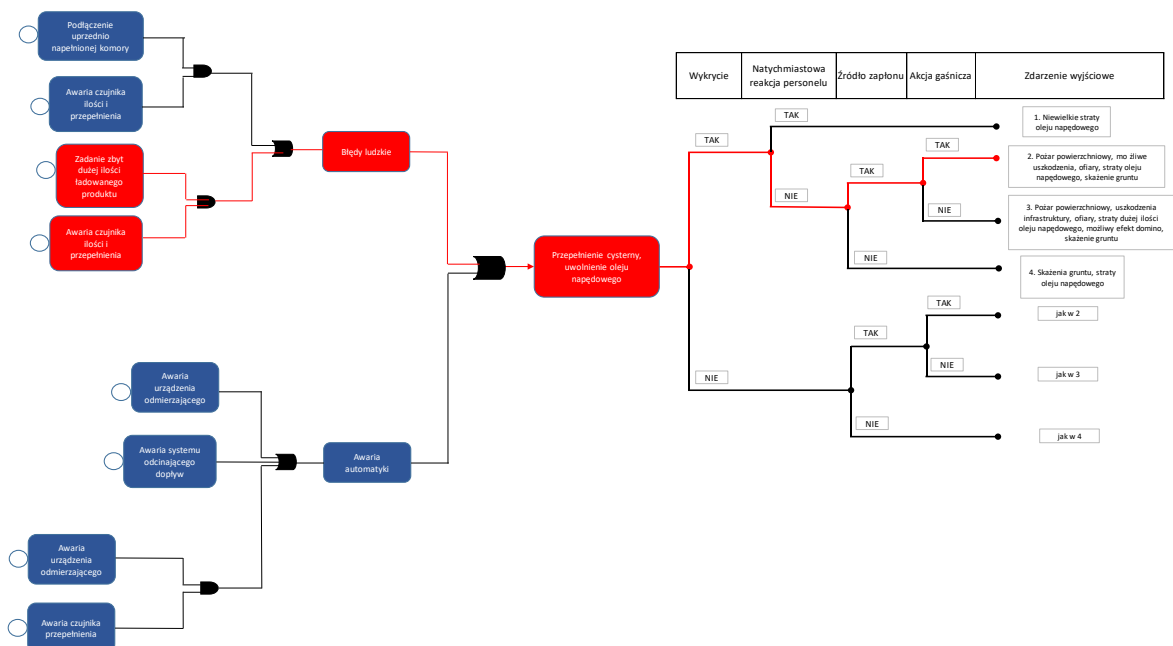 Podłączenie
uprzednio
napełnionej komory
Awaria czujnika
ilości i
przepełnienia
Zadanie zbyt
dużej ilości
ładowanego
produktu
Awaria czujnika
ilości i
przepełnienia
Błędy ludzkie
Awaria
urządzenia
odmierzającego
Awaria systemu
odcinającego
dopływ
Awaria
automatyki
Awaria
urządzenia
odmierzającego
Awaria czujnika
przepełnienia
Przepełnienie cysterny,
uwolnienie oleju
napędowego
Wykrycie
Natychmiastowa
reakcja personelu
Źródło zapłonu
Akcja gaśnicza
Zdarzenie wyjściowe
TAK
TAK
NIE
TAK
TAK
NIE
NIE
NIE
TAK
TAK
NIE
NIE
1. Niewielkie straty
oleju napędowego
2. Pożar powierzchniowy, mo żliwe
uszkodzenia, ofiary, straty oleju
napędowego, skażenie gruntu
3. Pożar powierzchniowy, uszkodzenia
infrastruktury, ofiary, straty dużej ilości
oleju napędowego, możliwy efekt domino,
skażenie gruntu
4. Skażenia gruntu, straty
oleju napędowego
jak w 2
jak w 3
jak w 4